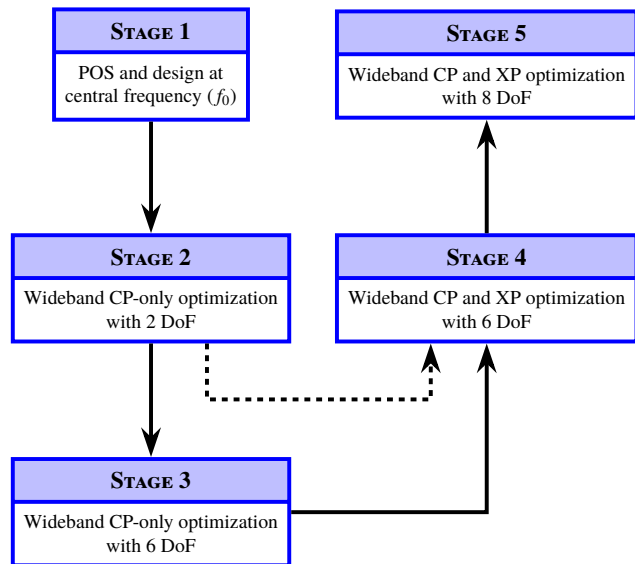 STAGE 1
POS and design at
central frequency (f0)
STAGE 2
Wideband CP-only optimization
with 2 DoF
STAGE 3
Wideband CP-only optimization
with 6 DoF
STAGE 4
Wideband CP and XP optimization
with 6 DoF
STAGE 5
Wideband CP and XP optimization
with 8 DoF